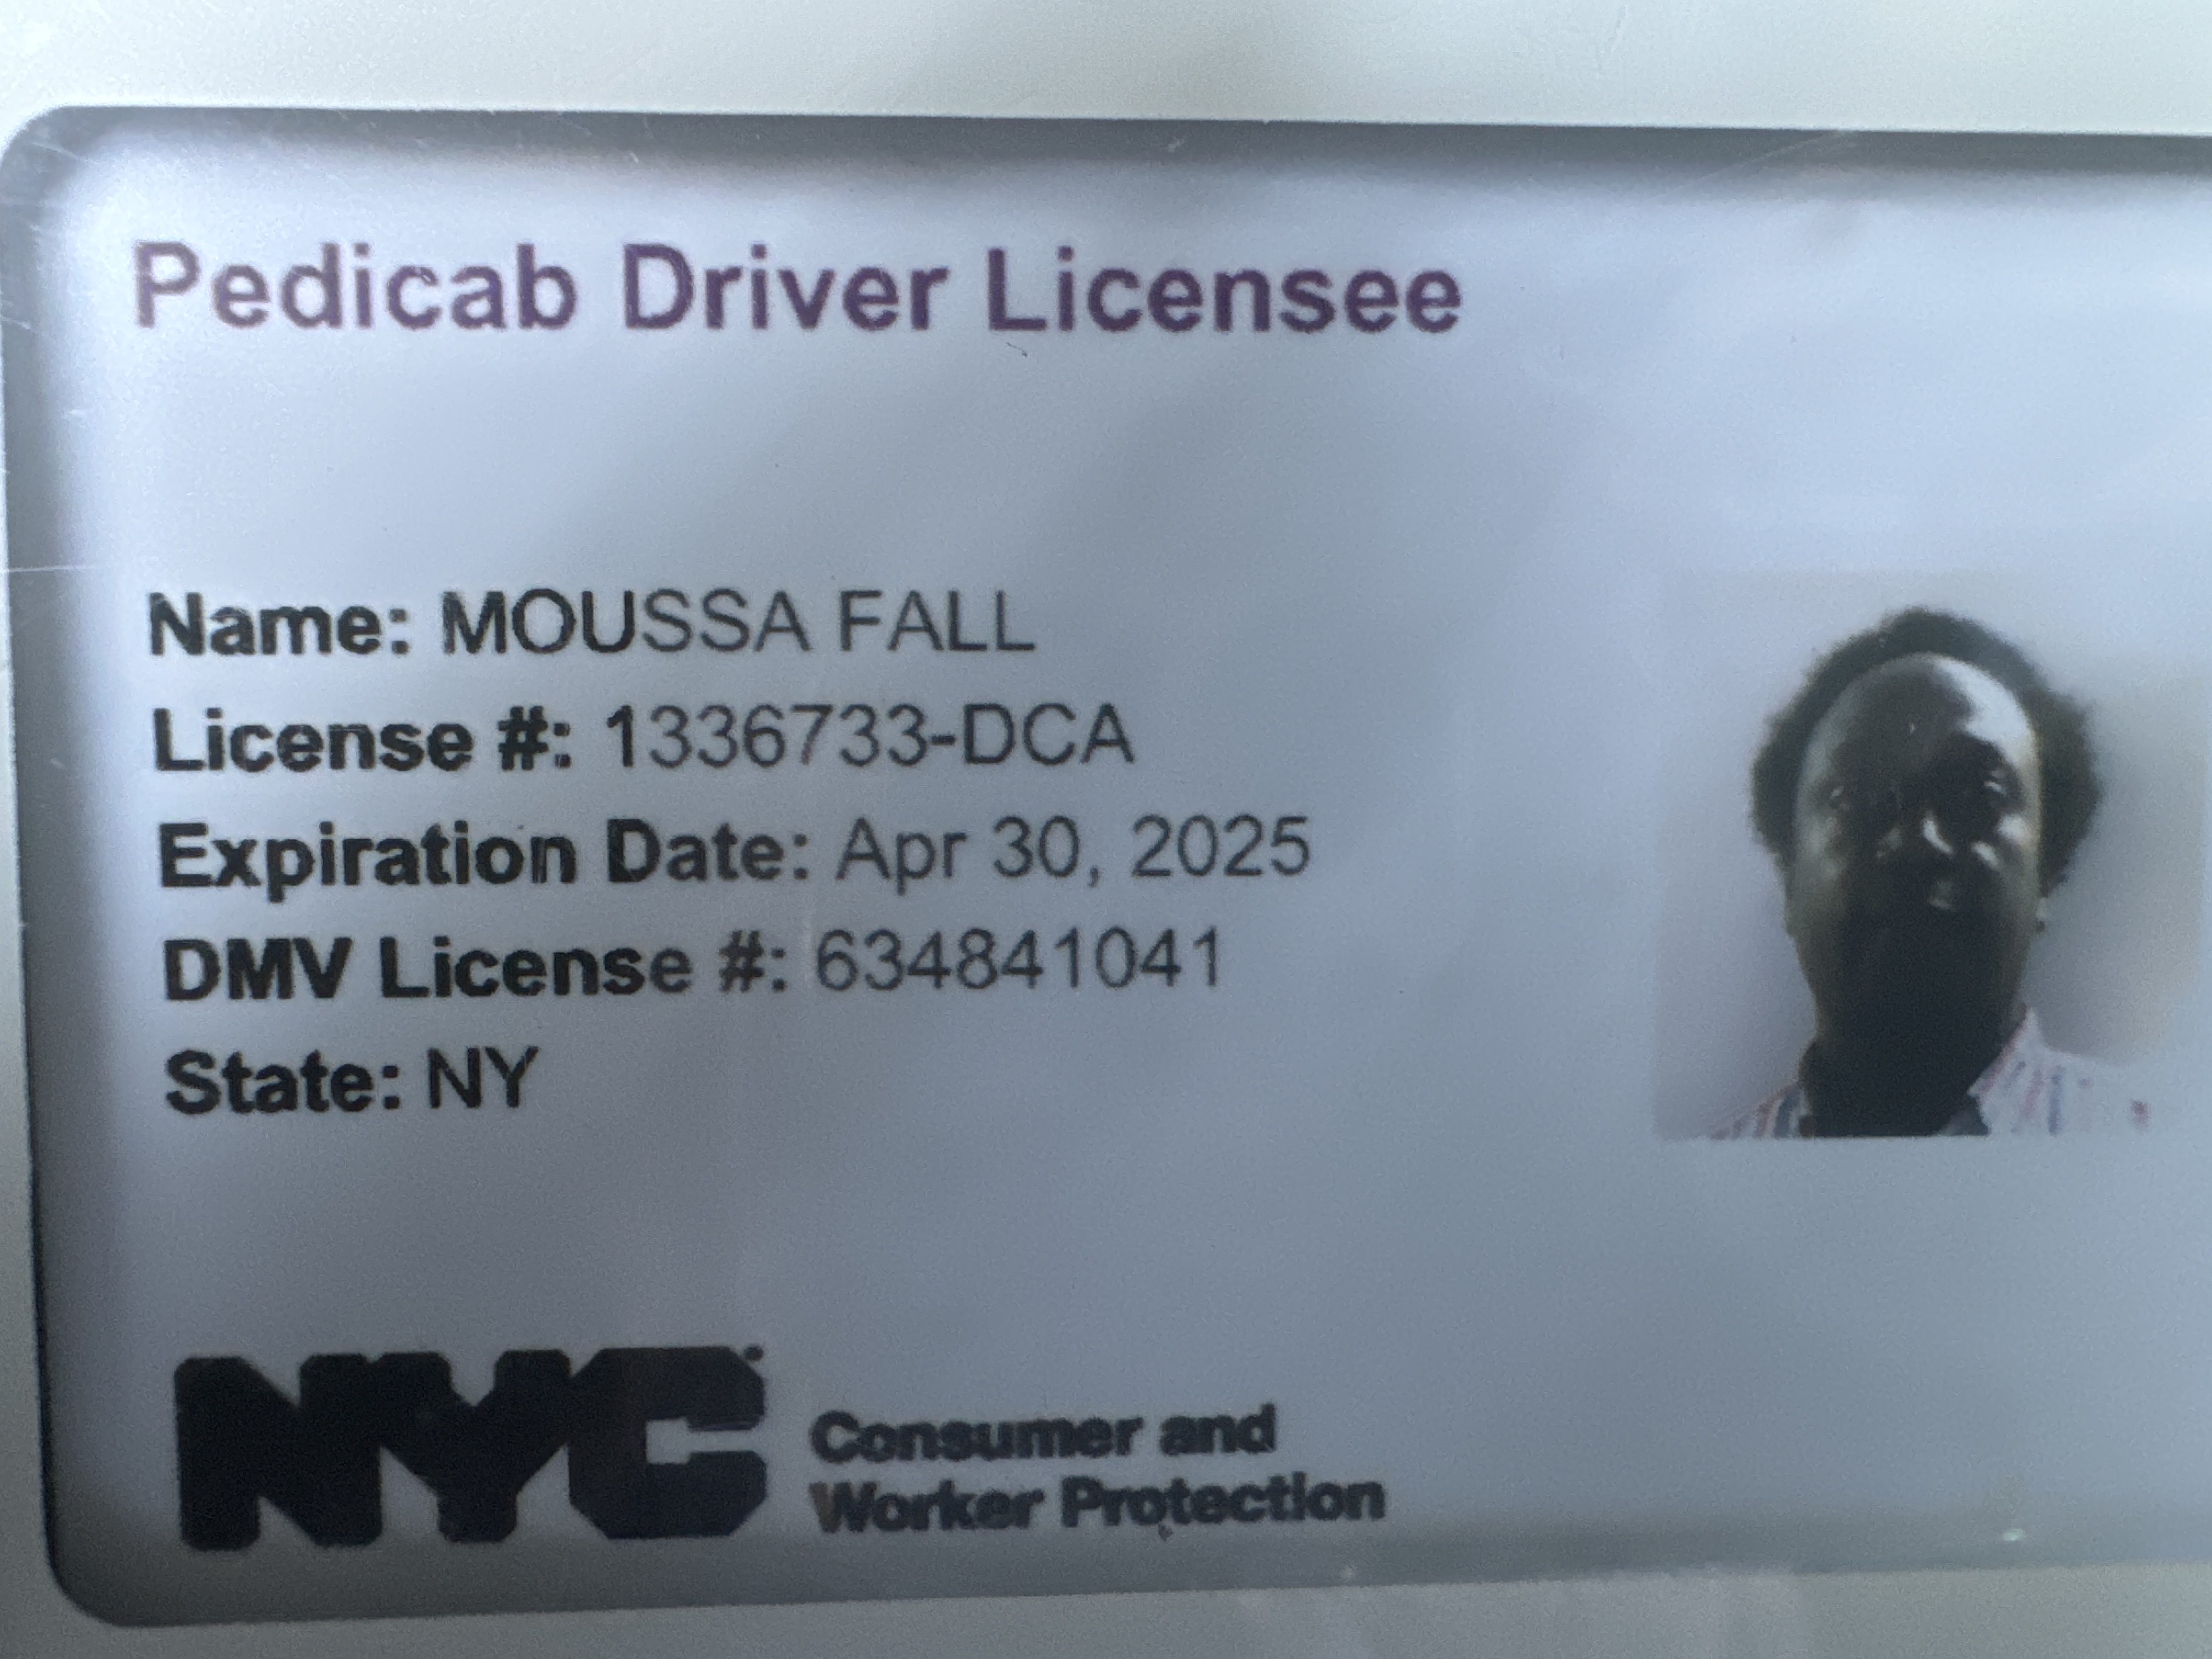 Pedicab Driver Licensee
Name: MOUSSA FALL
License #: 1336733-DCA
Expiration Date: Apr 30, 2025
DMV License #: 634841041
State: NY
NYC
Consumer and
Worker Protection